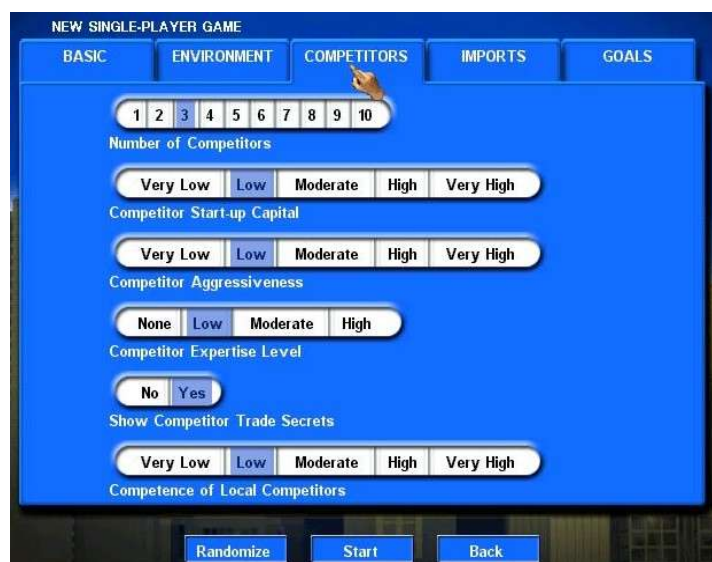 NEW SINGLE-PLAYER GAME
BASIC ENVIRONMENT COMPETITORS IMPORTS GOALS
1 2 3 4 5 6 7 8 9 10
Number of Competitors
Very Low Low Moderate High Very High
Competitor Start-up Capital
Very Low Low Moderate High Very High
Competitor Aggressiveness
None Low Moderate High
Competitor Expertise Level
No Yes
Show Competitor Trade Secrets
Very Low Low Moderate High Very High
Competence of Local Competitors
Randomize Start Back